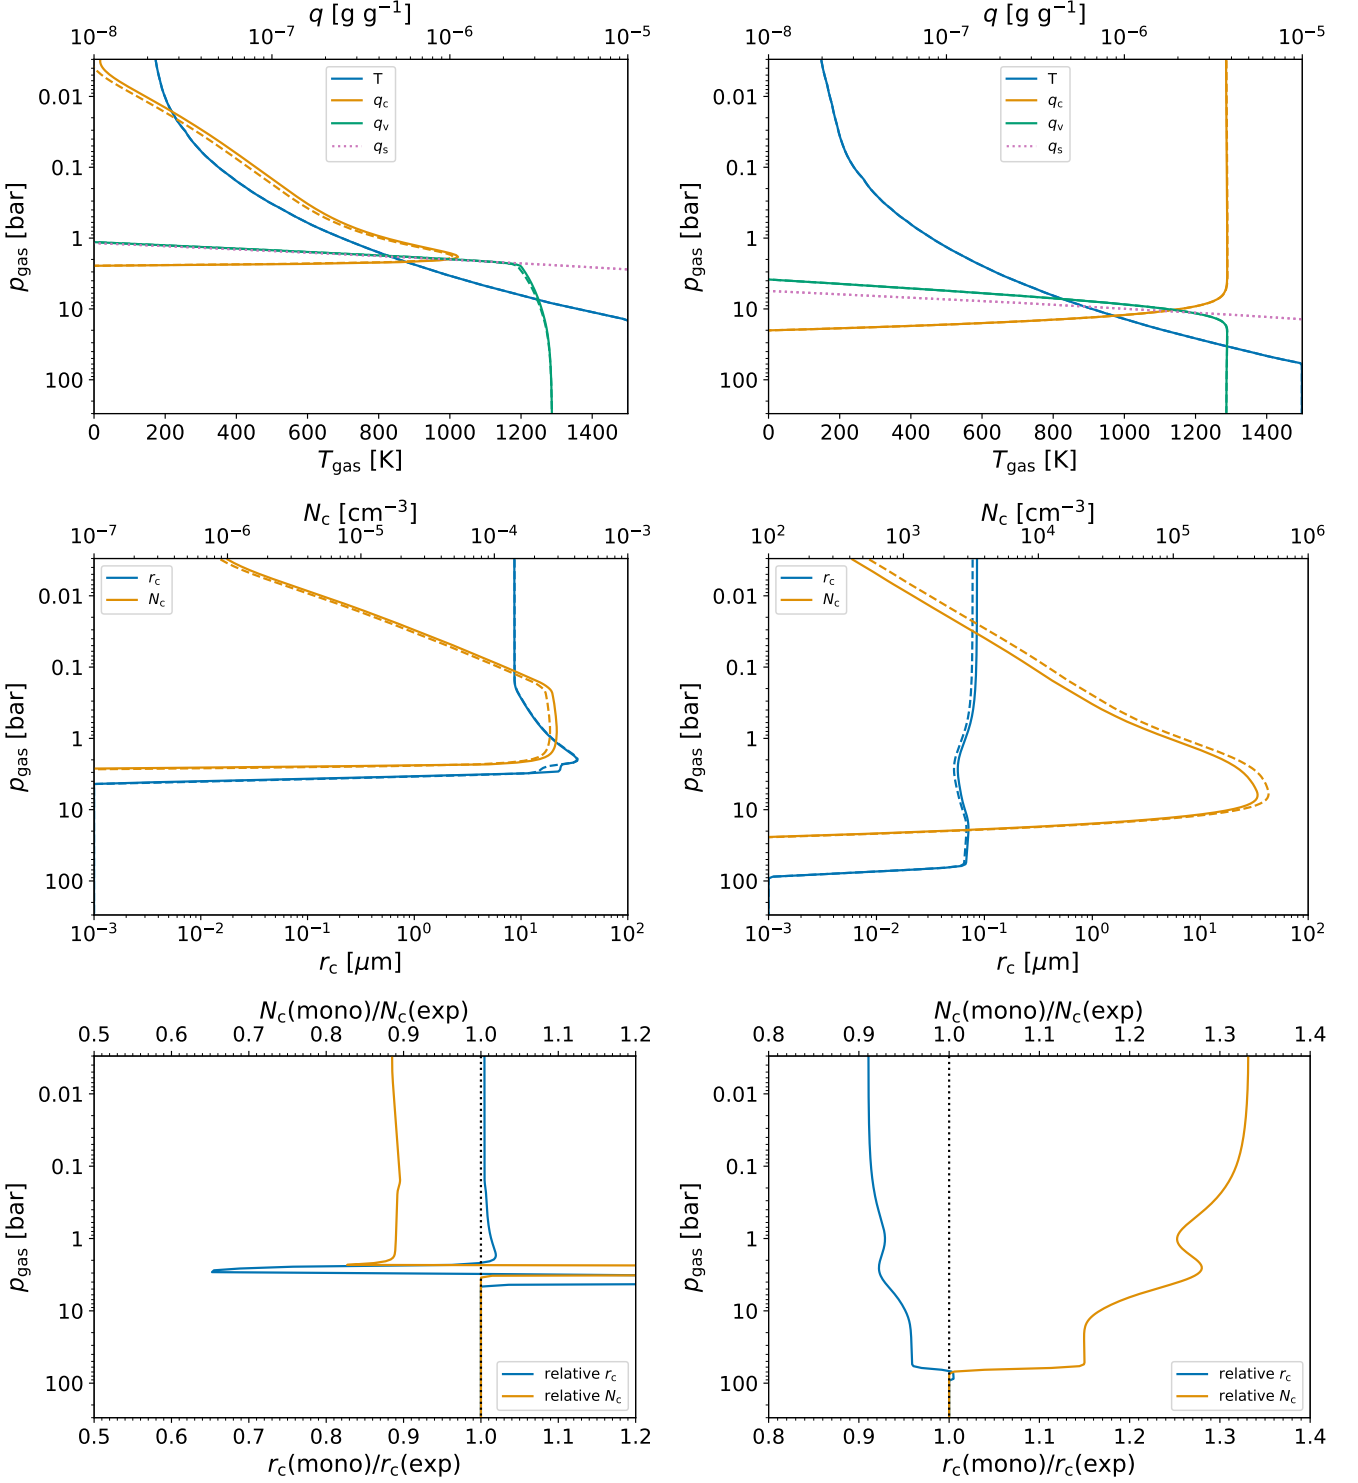 q [g g⁻¹]
10⁻⁸ 10⁻⁷ 10⁻⁶ 10⁻⁵
T
q_c
q_v
q_s
0.01
0.1
1
10
100
p_gas [bar]
0 200 400 600 800 1000 1200 1400
T_gas [K]
q [g g⁻¹]
10⁻⁸ 10⁻⁷ 10⁻⁶ 10⁻⁵
T
q_c
q_v
q_s
0.01
0.1
1
10
100
p_gas [bar]
0 200 400 600 800 1000 1200 1400
T_gas [K]
N_c [cm⁻³]
10⁻⁷ 10⁻⁶ 10⁻⁵ 10⁻⁴ 10⁻³
r_c
N_c
0.01
0.1
1
10
100
p_gas [bar]
10⁻³ 10⁻² 10⁻¹ 10⁰ 10¹ 10²
r_c [μm]
N_c [cm⁻³]
10² 10³ 10⁴ 10⁵ 10⁶
r_c
N_c
0.01
0.1
1
10
100
p_gas [bar]
10⁻³ 10⁻² 10⁻¹ 10⁰ 10¹ 10²
r_c [μm]
N_c(mono)/N_c(exp)
0.5 0.6 0.7 0.8 0.9 1.0 1.1 1.2
0.01
0.1
1
10
100
p_gas [bar]
relative r_c
relative N_c
0.5 0.6 0.7 0.8 0.9 1.0 1.1 1.2
r_c(mono)/r_c(exp)
N_c(mono)/N_c(exp)
0.8 0.9 1.0 1.1 1.2 1.3 1.4
0.01
0.1
1
10
100
p_gas [bar]
relative r_c
relative N_c
0.8 0.9 1.0 1.1 1.2 1.3 1.4
r_c(mono)/r_c(exp)